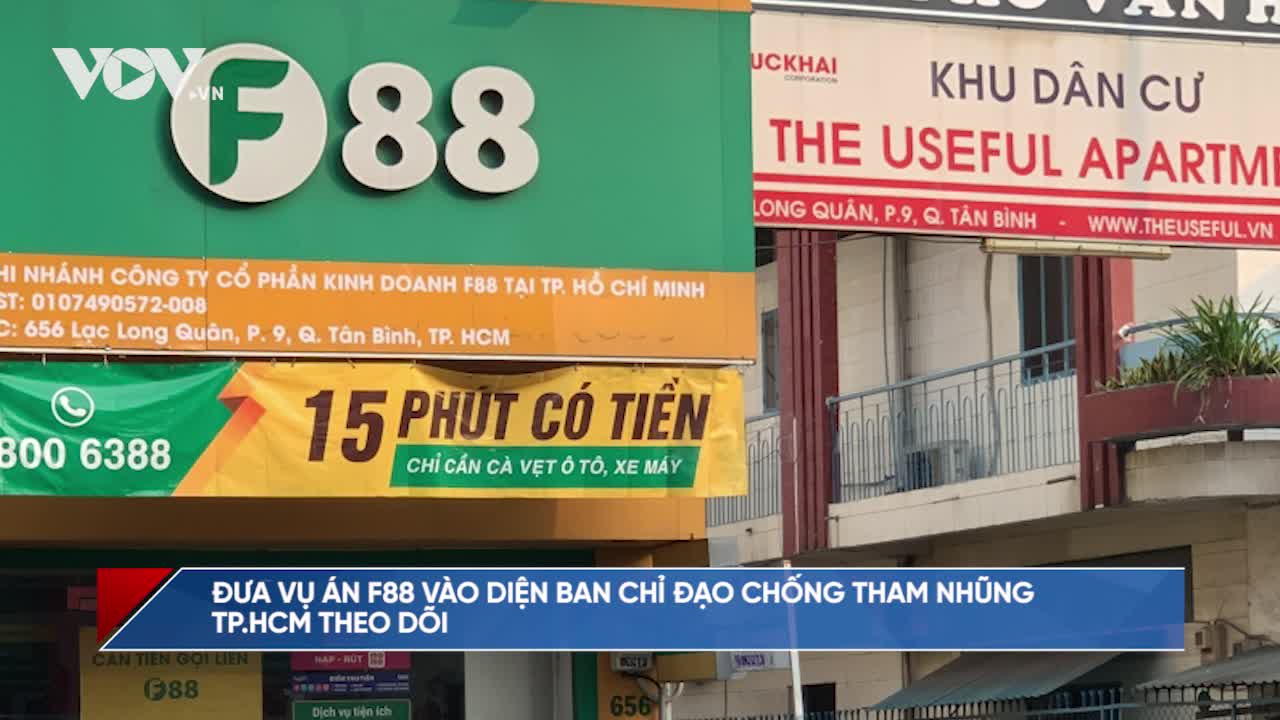 VOV.VN
F88
HI NHÁNH CÔNG TY CỔ PHẦN KINH DOANH F88 TẠI TP. HỒ CHÍ MINH
ST: 0107490572-008
C: 656 Lạc Long Quân, P. 9, Q. Tân Bình, TP. HCM
800 6388
15 PHÚT CÓ TIỀN
CHỈ CẦN CÀ VẸT Ô TÔ, XE MÁY
VĂN H
UCKHAI
CORPORATION
KHU DÂN CƯ
THE USEFUL APARTME
LONG QUÂN, P.9, Q. TÂN BÌNH - WWW.THEUSEFUL.VN
ĐƯA VỤ ÁN F88 VÀO DIỆN BAN CHỈ ĐẠO CHỐNG THAM NHŨNG
TP.HCM THEO DÕI
CẦN TIỀN GỌI LIỀN
F88
NẠP - RÚT
Dịch vụ tiện ích
656